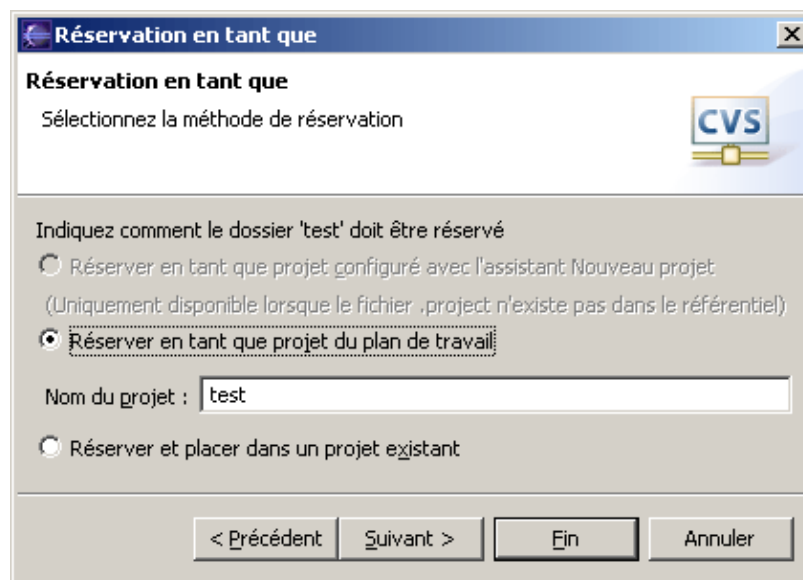 Réservation en tant que
Réservation en tant que
Sélectionnez la méthode de réservation
CVS
Indiquez comment le dossier 'test' doit être réservé
Réserver en tant que projet configuré avec l'assistant Nouveau projet
(Uniquement disponible lorsque le fichier .project n'existe pas dans le référentiel)
Réserver en tant que projet du plan de travail
Nom du projet : test
Réserver et placer dans un projet existant
< Précédent Suivant > Fin Annuler